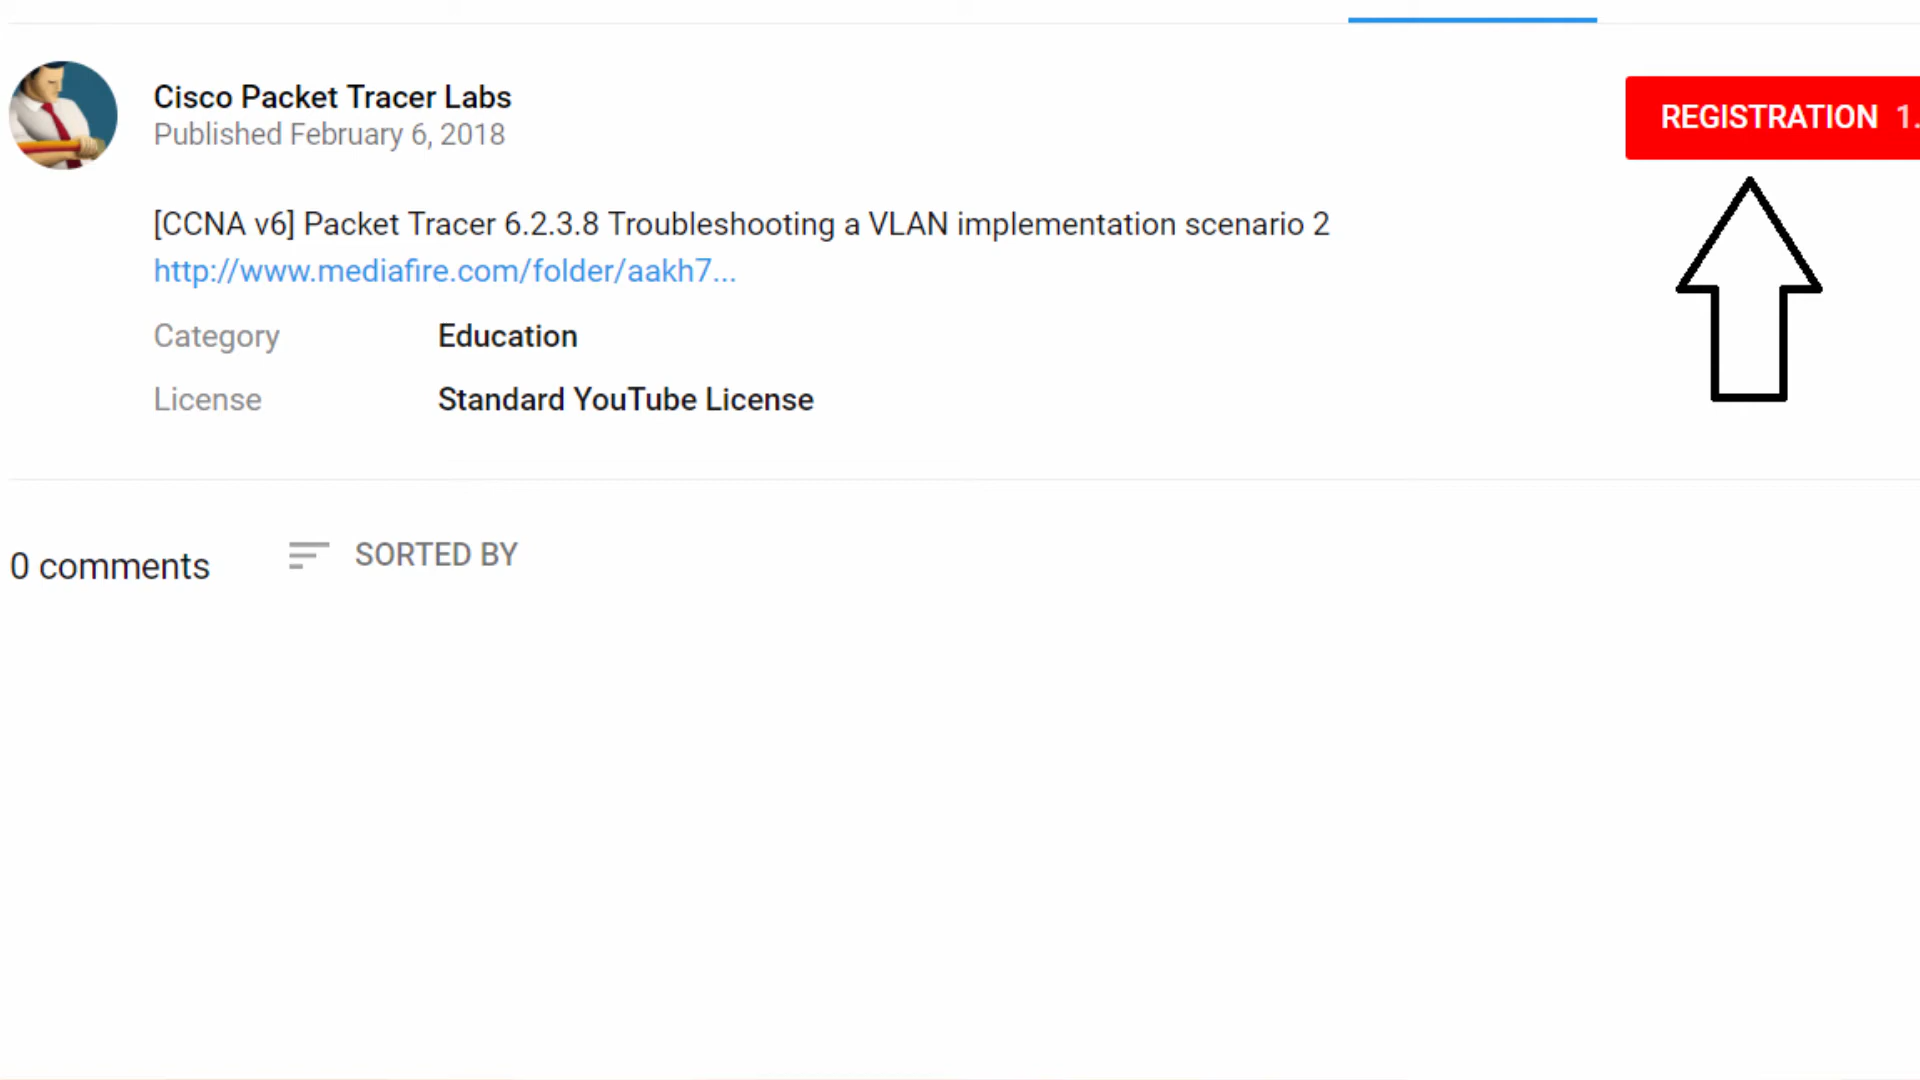 Cisco Packet Tracer Labs
Published February 6, 2018
REGISTRATION 1.
[CCNA v6] Packet Tracer 6.2.3.8 Troubleshooting a VLAN implementation scenario 2
http://www.mediafire.com/folder/aakh7...
Category Education
License Standard YouTube License
0 comments SORTED BY